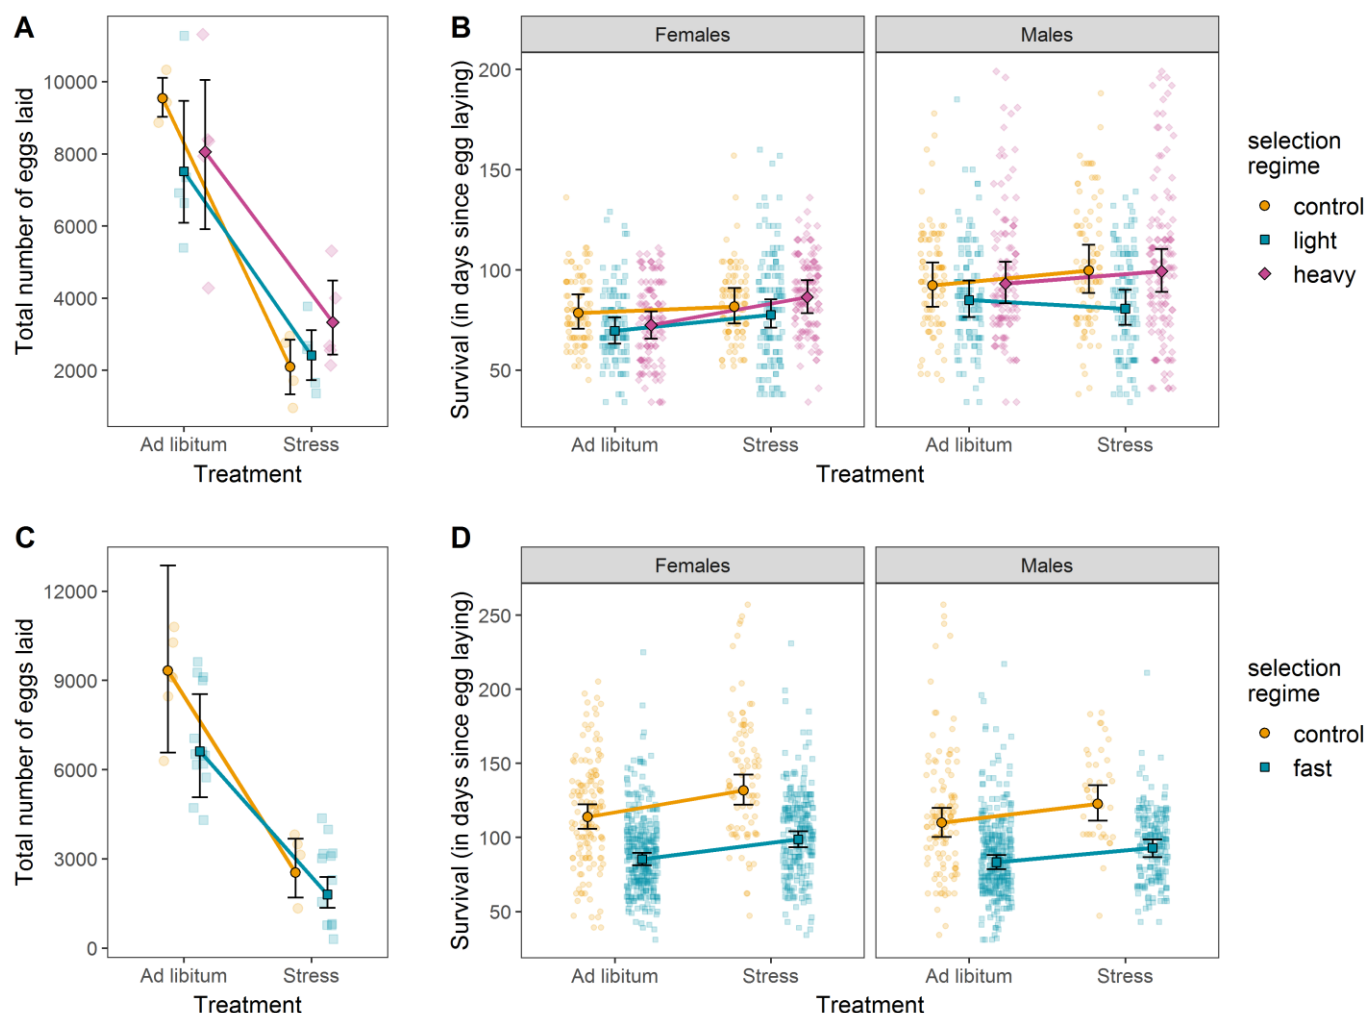 A
Total number of eggs laid
10000
8000
6000
4000
2000
Ad libitum Stress
Treatment
B
Females Males
Survival (in days since egg laying)
200
150
100
50
Ad libitum Stress Ad libitum Stress
Treatment
selection
regime
control
light
heavy
C
Total number of eggs laid
12000
9000
6000
3000
0
Ad libitum Stress
Treatment
D
Females Males
Survival (in days since egg laying)
250
200
150
100
50
Ad libitum Stress Ad libitum Stress
Treatment
selection
regime
control
fast